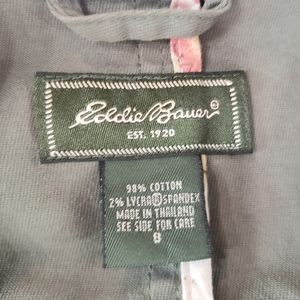 Eddie Bauer®
EST. 1920
98% COTTON
2% LYCRA®SPANDEX
MADE IN THAILAND
SEE SIDE FOR CARE
8